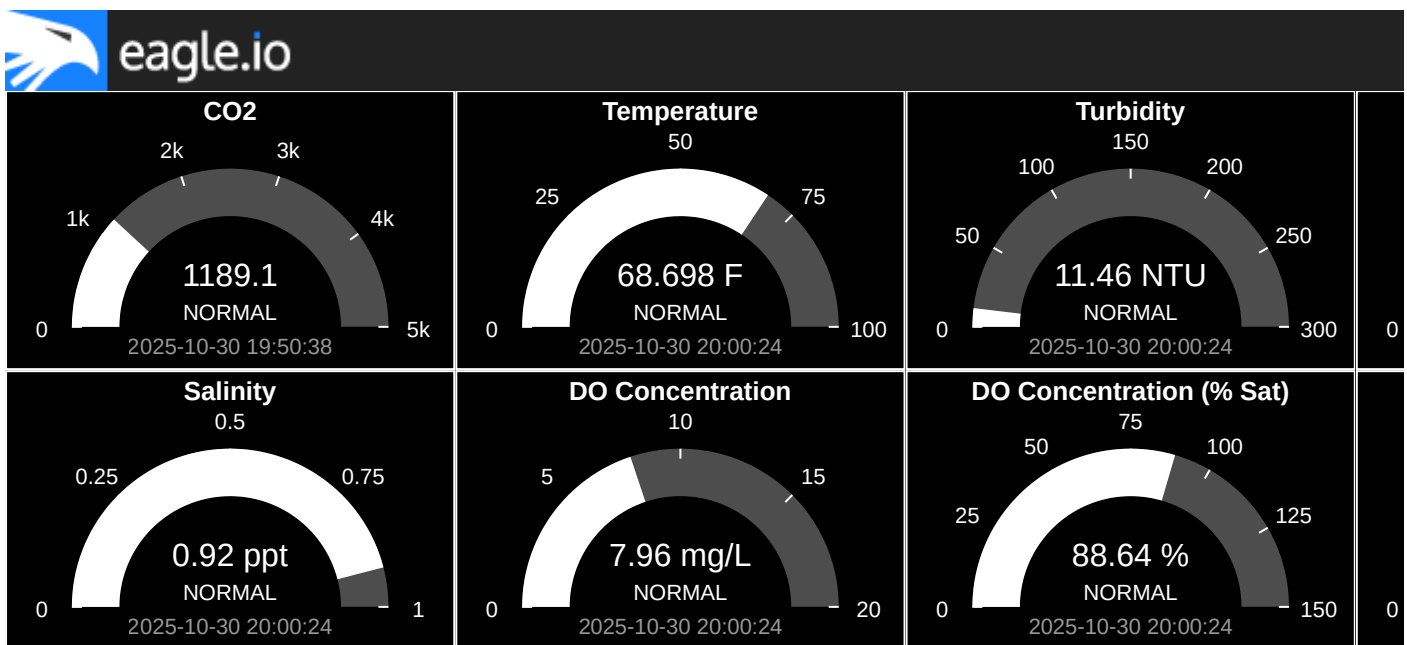 eagle.io
CO2
2k
3k
1k
4k
1189.1
NORMAL
0
5k
2025-10-30 19:50:38
Temperature
50
25
75
68.698 F
NORMAL
0
100
2025-10-30 20:00:24
Turbidity
150
100
200
50
250
11.46 NTU
NORMAL
0
300
2025-10-30 20:00:24
0
Salinity
0.5
0.25
0.75
0.92 ppt
NORMAL
0
1
2025-10-30 20:00:24
DO Concentration
10
5
15
7.96 mg/L
NORMAL
0
20
2025-10-30 20:00:24
DO Concentration (% Sat)
75
50
100
25
125
88.64 %
NORMAL
0
150
2025-10-30 20:00:24
0